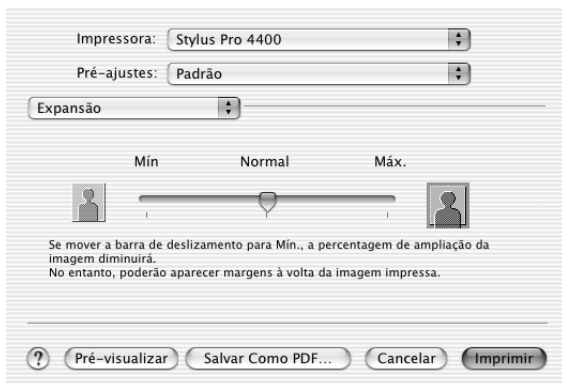 Impressora: Stylus Pro 4400
Pré-ajustes: Padrão
Expansão
Mín Normal Máx.
Se mover a barra de deslizamento para Mín., a percentagem de ampliação da
imagem diminuirá.
No entanto, poderão aparecer margens à volta da imagem impressa.
? Pré-visualizar Salvar Como PDF... Cancelar Imprimir